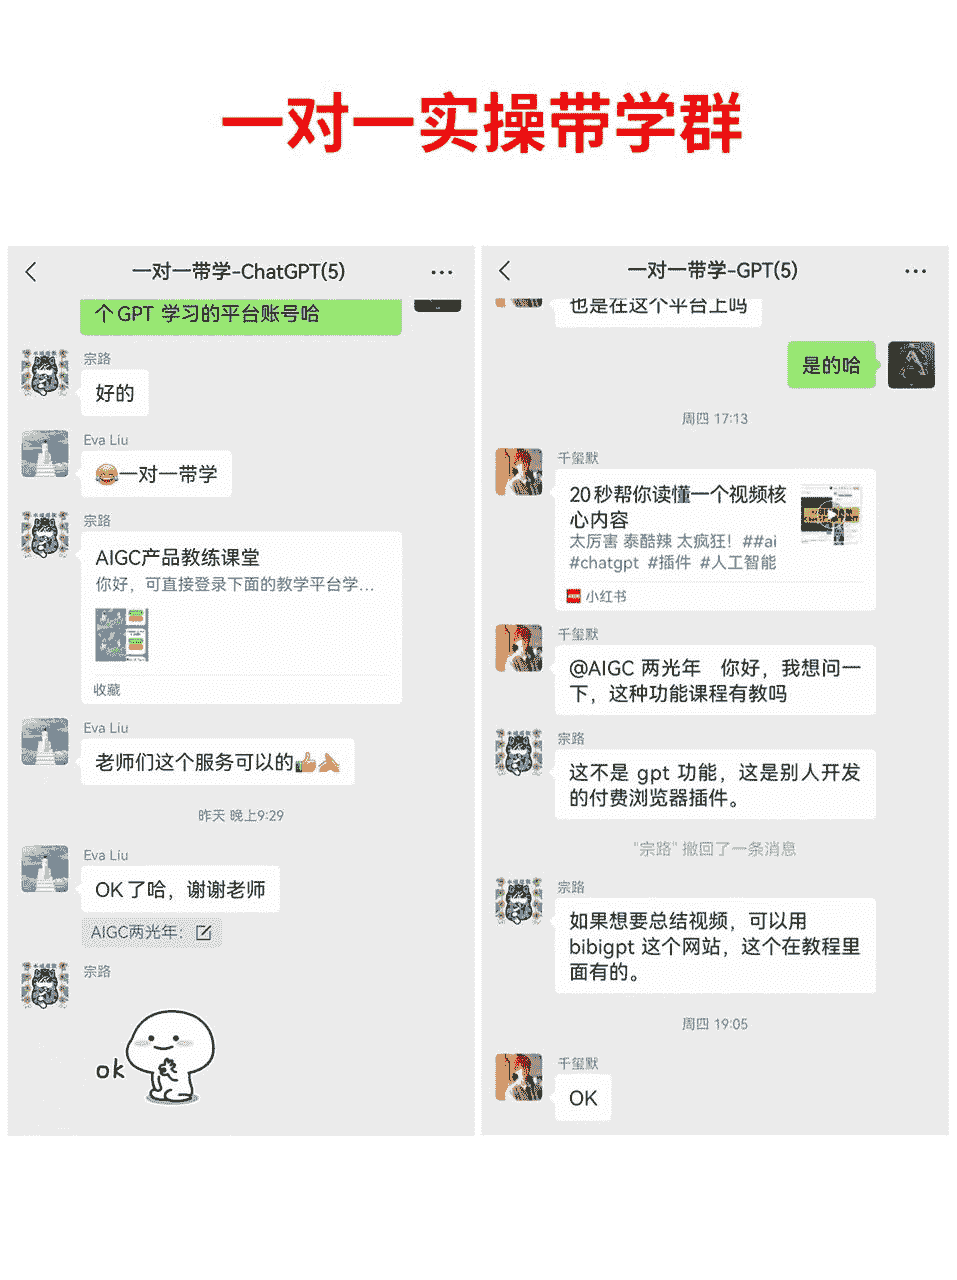 一对一实操带学群
一对一带学-ChatGPT(5)
个GPT 学习的平台账号哈
宗路
好的
Eva Liu
😂一对一带学
宗路
AIGC产品教练课堂
你好，可直接登录下面的教学平台学...
收藏
Eva Liu
老师们这个服务可以的👍🙏
昨天 晚上9:29
Eva Liu
OK了哈，谢谢老师
AIGC两光年：
宗路
ok
一对一带学-GPT(5)
也是在这个平台上吗
是的哈
周四 17:13
千玺默
20秒帮你读懂一个视频核
心内容
太厉害 泰酷辣 太疯狂！##ai
#chatgpt #插件 #人工智能
小红书
千玺默
@AIGC 两光年 你好，我想问一
下，这种功能课程有教吗
宗路
这不是 gpt 功能，这是别人开发
的付费浏览器插件。
"宗路" 撤回了一条消息
宗路
如果想要总结视频，可以用
bibigpt 这个网站，这个在教程里
面有的。
周四 19:05
千玺默
OK